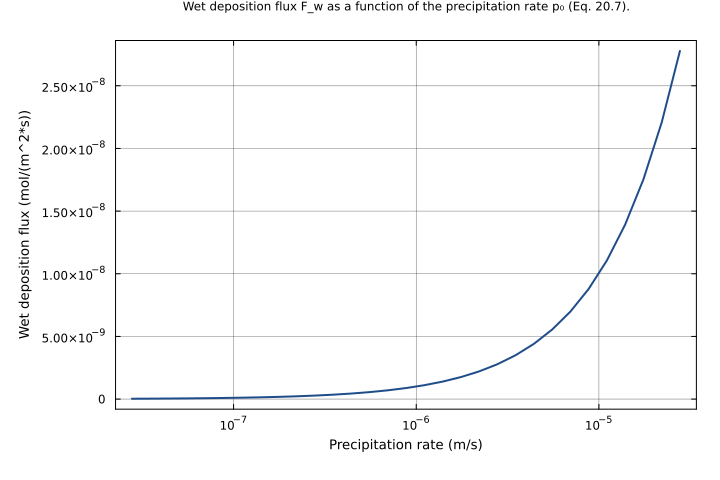 Wet deposition flux F_w as a function of the precipitation rate p₀ (Eq. 20.7).
Wet deposition flux (mol/(m^2*s))
2.50×10⁻⁸
2.00×10⁻⁸
1.50×10⁻⁸
1.00×10⁻⁸
5.00×10⁻⁹
0
10⁻⁷ 10⁻⁶ 10⁻⁵
Precipitation rate (m/s)